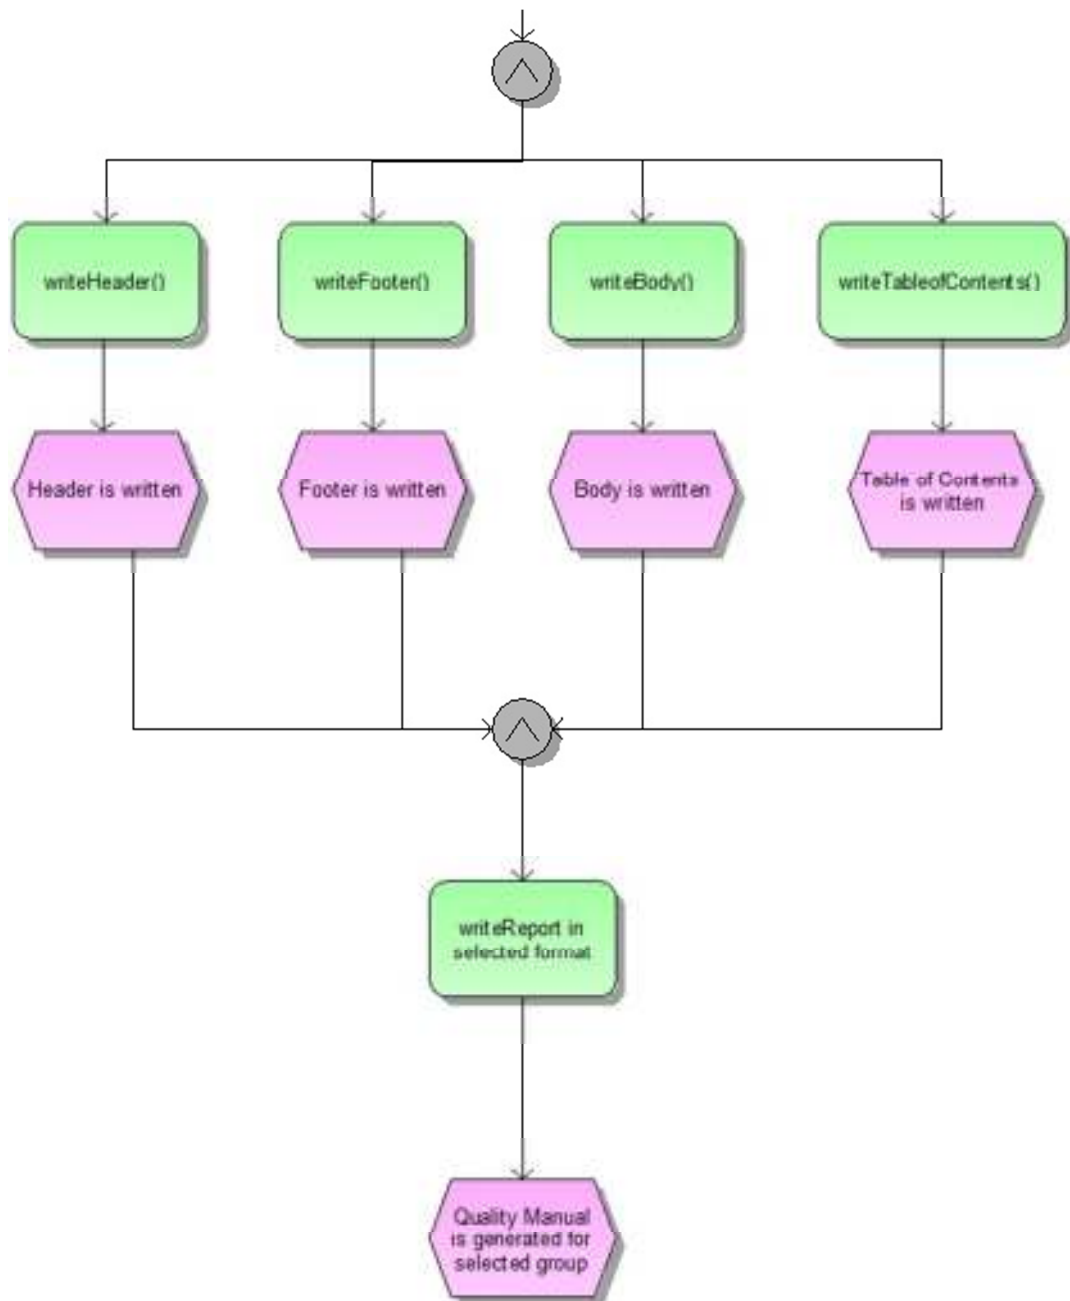 writeHeader()
writeFooter()
writeBody()
writeTableofContents()
Header is written
Footer is written
Body is written
Table of Contents
is written
writeReport in
selected format
Quality Manual
is generated for
selected group